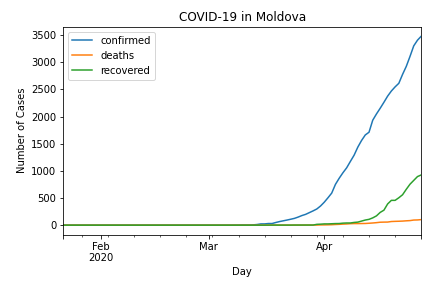 COVID-19 in Moldova
confirmed
deaths
recovered
Number of Cases
3500
3000
2500
2000
1500
1000
500
0
Feb
2020
Mar
Apr
Day